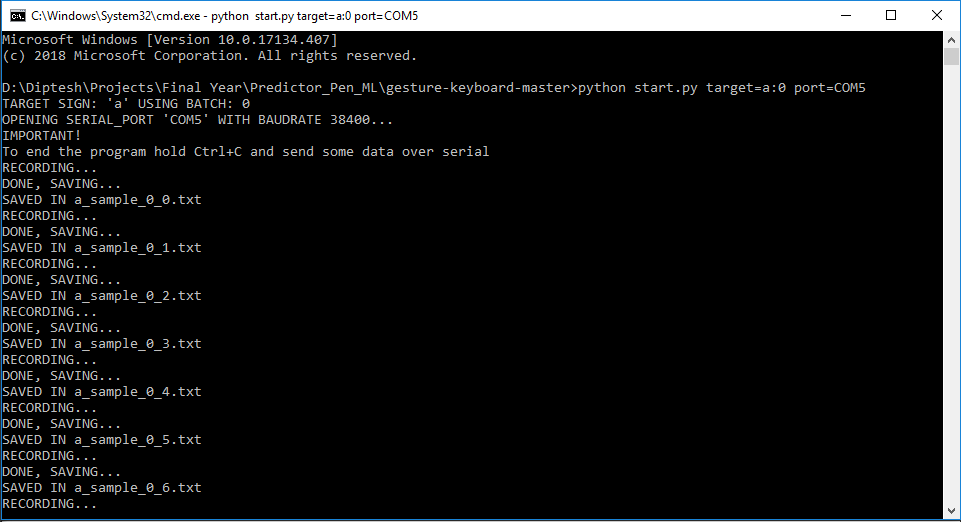 C:\Windows\System32\cmd.exe - python  start.py target=a:0 port=COM5
Microsoft Windows [Version 10.0.17134.407]
(c) 2018 Microsoft Corporation. All rights reserved.
D:\Diptesh\Projects\Final Year\Predictor_Pen_ML\gesture-keyboard-master>python start.py target=a:0 port=COM5
TARGET SIGN: 'a' USING BATCH: 0
OPENING SERIAL_PORT 'COM5' WITH BAUDRATE 38400...
IMPORTANT!
To end the program hold Ctrl+C and send some data over serial
RECORDING...
DONE, SAVING...
SAVED IN a_sample_0_0.txt
RECORDING...
DONE, SAVING...
SAVED IN a_sample_0_1.txt
RECORDING...
DONE, SAVING...
SAVED IN a_sample_0_2.txt
RECORDING...
DONE, SAVING...
SAVED IN a_sample_0_3.txt
RECORDING...
DONE, SAVING...
SAVED IN a_sample_0_4.txt
RECORDING...
DONE, SAVING...
SAVED IN a_sample_0_5.txt
RECORDING...
DONE, SAVING...
SAVED IN a_sample_0_6.txt
RECORDING...